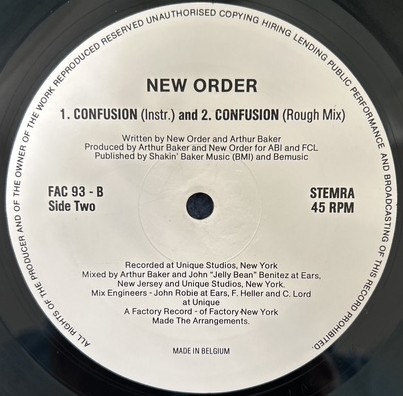 ALL RIGHTS OF THE PRODUCER AND OF THE OWNER OF THE WORK REPRODUCED RESERVED UNAUTHORISED COPYING HIRING LENDING PUBLIC PERFORMANCE AND BROADCASTING OF THIS RECORD PROHIBITED.
NEW ORDER
1. CONFUSION (Instr.) and 2. CONFUSION (Rough Mix)
Written by New Order and Arthur Baker
Produced by Arthur Baker and New Order for ABI and FCL
Published by Shakin' Baker Music (BMI) and Bemusic
FAC 93 - B STEMRA
Side Two 45 RPM
Recorded at Unique Studios, New York
Mixed by Arthur Baker and John "Jelly Bean" Benitez at Ears,
New Jersey and Unique Studios, New York.
Mix Engineers - John Robie at Ears, F. Heller and C. Lord
at Unique
A Factory Record - of Factory New York
Made The Arrangements.
MADE IN BELGIUM